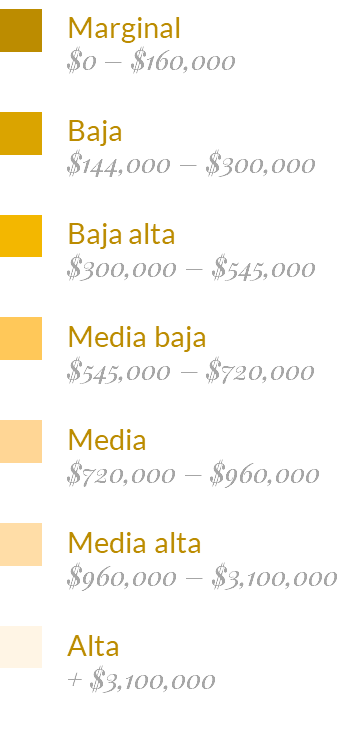 Marginal
$0 — $160,000
Baja
$144,000 — $300,000
Baja alta
$300,000 — $545,000
Media baja
$545,000 — $720,000
Media
$720,000 — $960,000
Media alta
$960,000 — $3,100,000
Alta
+ $3,100,000